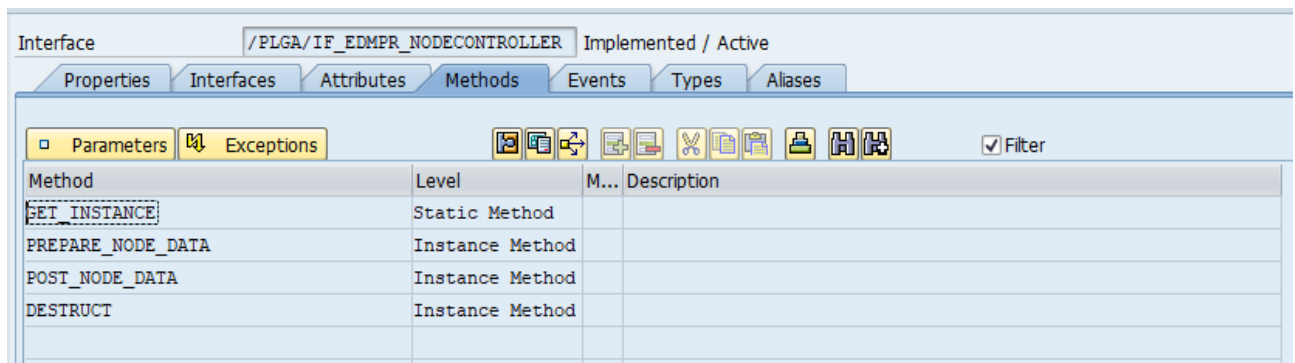 Interface /PLGA/IF_EDMPR_NODECONTROLLER Implemented / Active
Properties Interfaces Attributes Methods Events Types Aliases
Parameters Exceptions Filter
Method Level M... Description
GET_INSTANCE Static Method
PREPARE_NODE_DATA Instance Method
POST_NODE_DATA Instance Method
DESTRUCT Instance Method